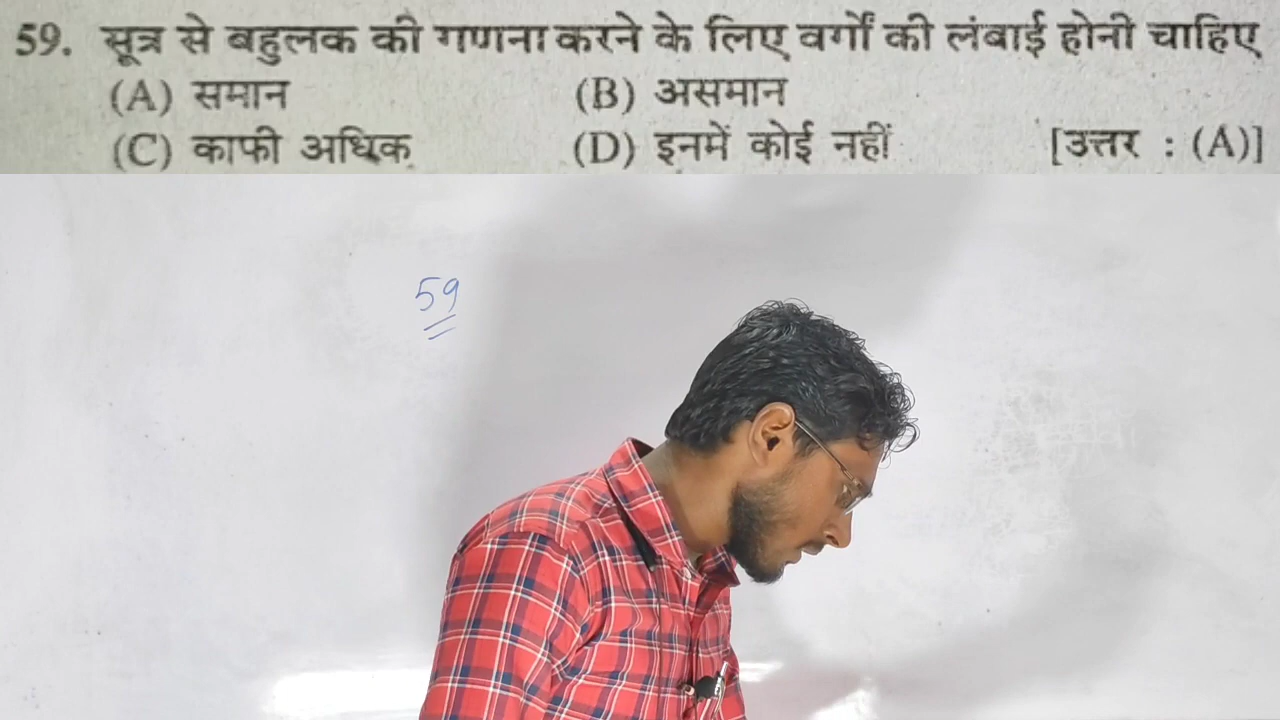 59. सूत्र से बहुलक की गणना करने के लिए वर्गों की लंबाई होनी चाहिए
(A) समान (B) असमान
(C) काफी अधिक (D) इनमें कोई नहीं [उत्तर : (A)]
59